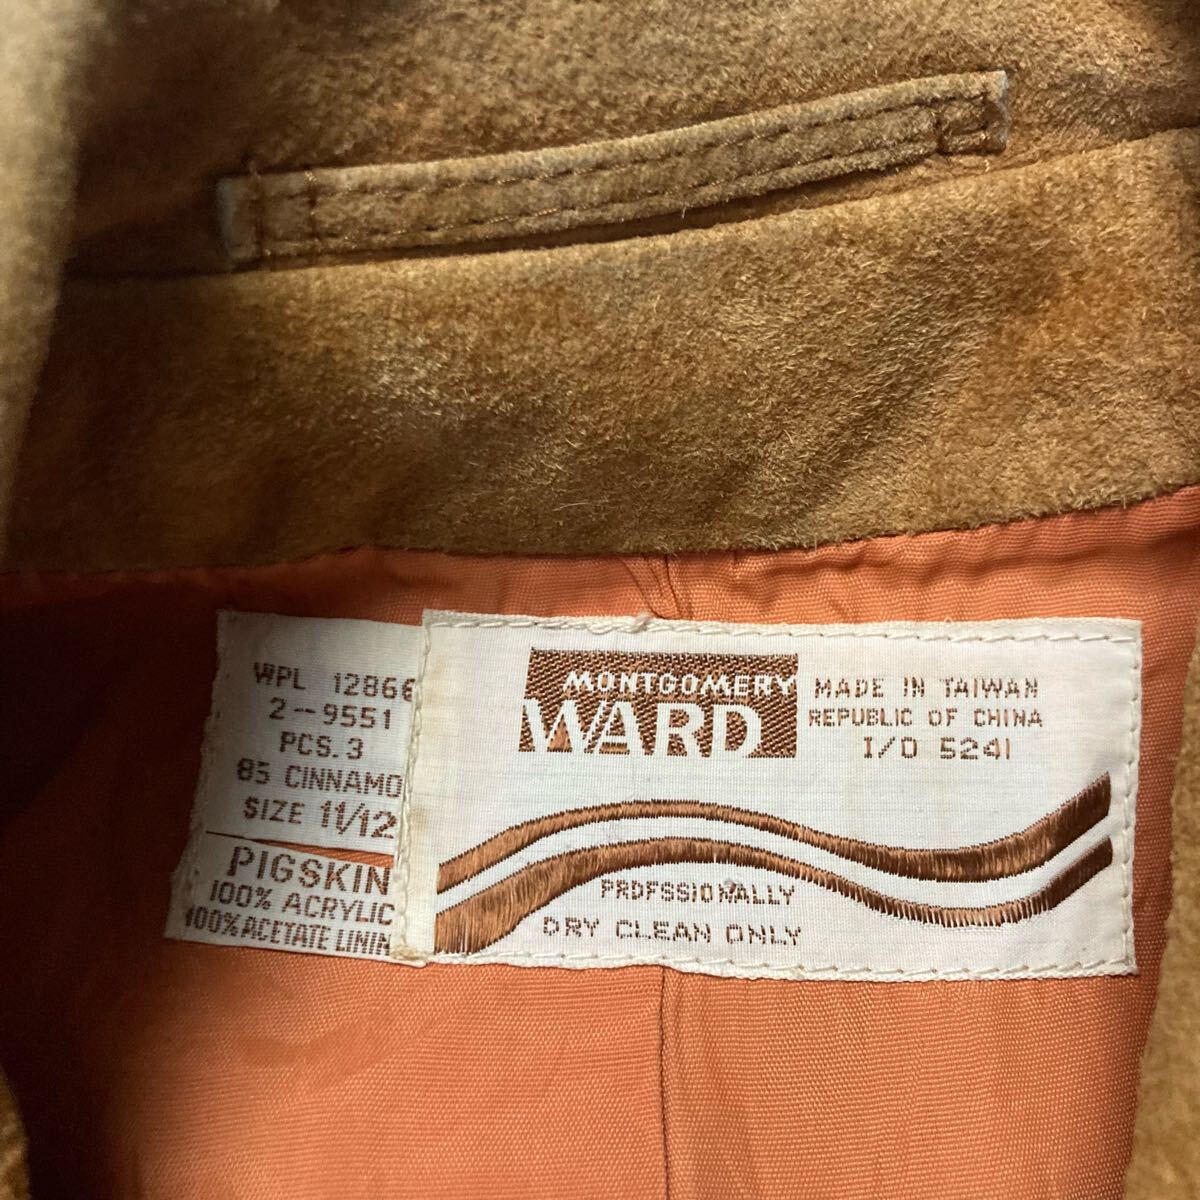 WPL 12866
2--9551
PCS. 3
85 CINNAMO
SIZE 11/12
PIGSKIN
100% ACRYLIC
100% ACETATE LININ
MONTGOMERY
WARD
MADE IN TAIWAN
REPUBLIC OF CHINA
I/O 5241
PROFSSIONALLY
DRY CLEAN ONLY